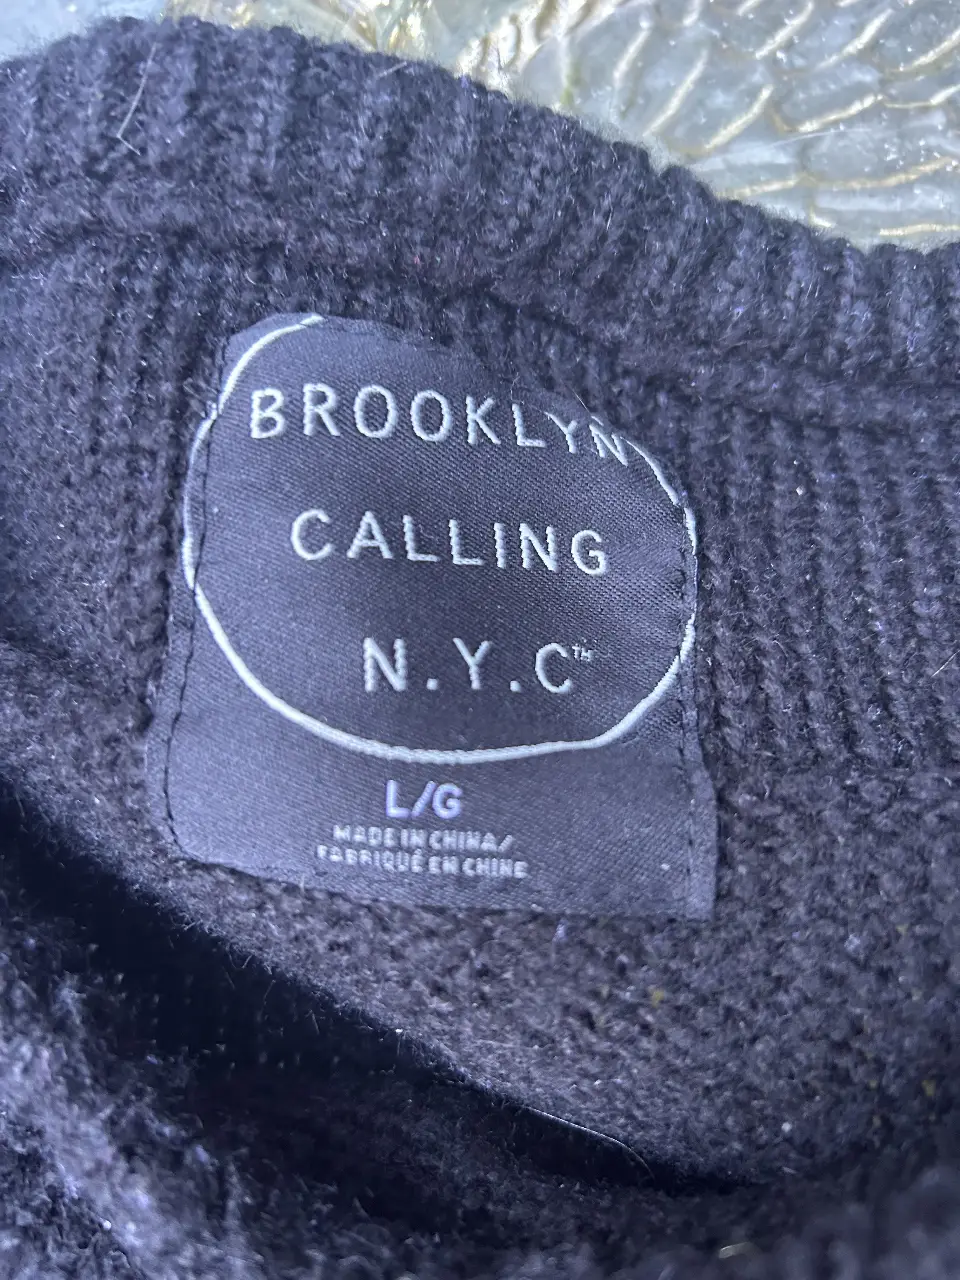 BROOKLYN
CALLING
N.Y.C™
L/G
MADE IN CHINA/
FABRIQUÉ EN CHINE